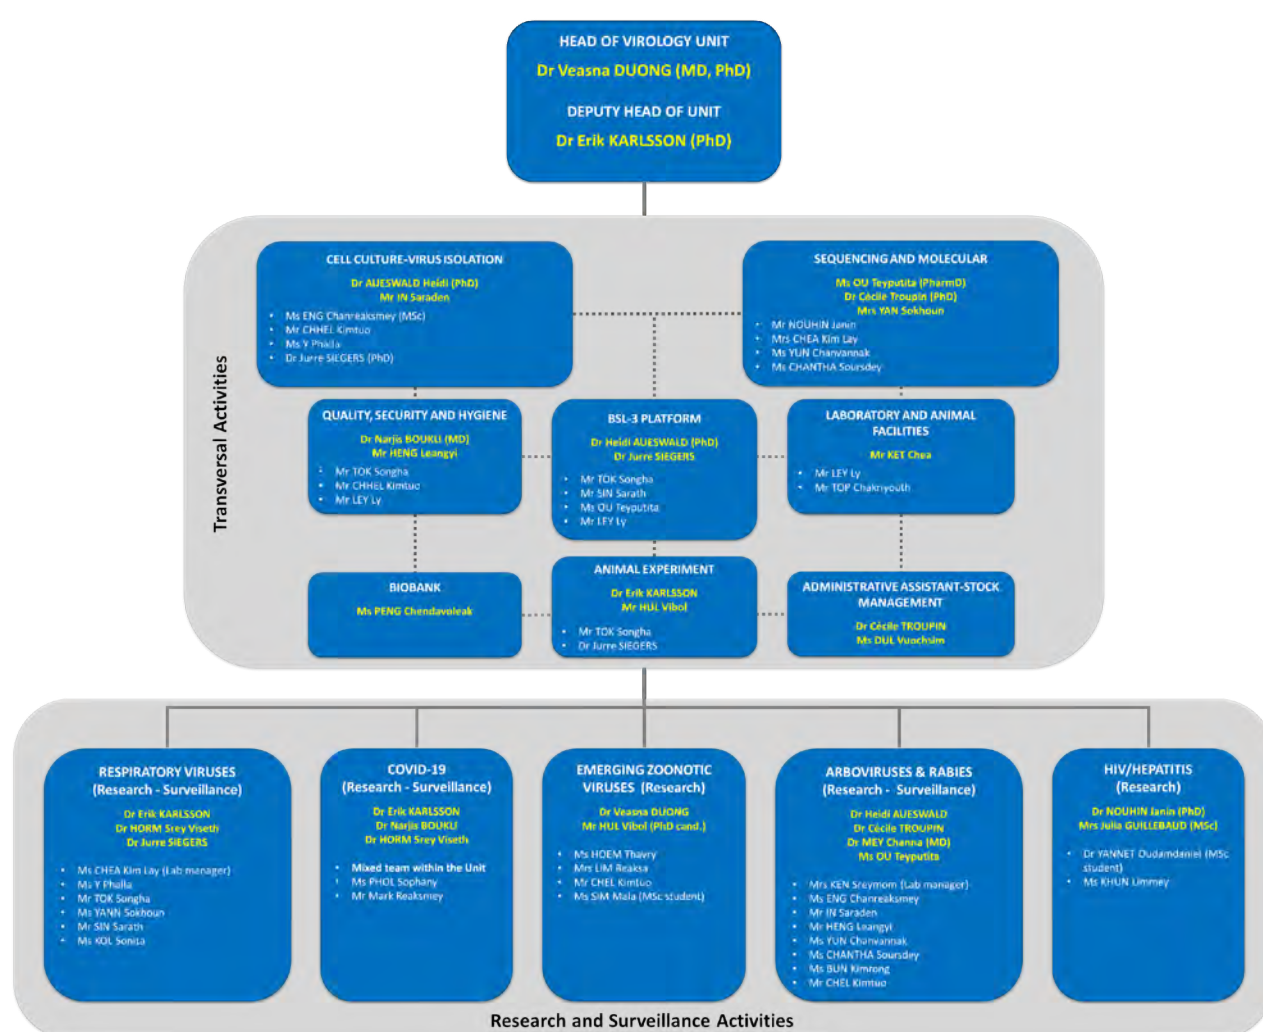 HEAD OF VIROLOGY UNIT
Dr Veasna DUONG (MD, PhD)
DEPUTY HEAD OF UNIT
Dr Erik KARLSSON (PhD)
Transversal Activities
CELL CULTURE-VIRUS ISOLATION
Dr AUESWALD Heidi (PhD)
Mr IN Saraden
• Ms ENG Chanreaksmey (MSc)
• Mr CHHEL Kimtuo
• Ms Y Phalla
• Dr Jurre SIEGERS (PhD)
SEQUENCING AND MOLECULAR
Ms OU Teyputita (PharmD)
Dr Cécile Troupin (PhD)
Mrs YAN Sokhoun
• Mr NOUHIN Janin
• Mrs CHEA Kim Lay
• Ms YUN Chanvannak
• Ms CHANTHA Soursdey
QUALITY, SECURITY AND HYGIENE
Dr Narjis BOUKLI (MD)
Mr HENG Leangyi
• Mr TOK Songha
• Mr CHHEL Kimtuo
• Mr LEY Ly
BSL-3 PLATFORM
Dr Heidi AUESWALD (PhD)
Dr Jurre SIEGERS
• Mr TOK Songha
• Mr SIN Sarath
• Ms OU Teyputita
• Mr LEY Ly
LABORATORY AND ANIMAL
FACILITIES
Mr KET Chea
• Mr LEY Ly
• Mr TOP Chakriyouth
BIOBANK
Ms PENG Chendavoleak
ANIMAL EXPERIMENT
Dr Erik KARLSSON
Mr HUL Vibol
• Mr TOK Songha
• Dr Jurre SIEGERS
ADMINISTRATIVE ASSISTANT-STOCK
MANAGEMENT
Dr Cécile TROUPIN
Ms DUL Vuochsim
RESPIRATORY VIRUSES
(Research - Surveillance)
Dr Erik KARLSSON
Dr HORM Srey Viseth
Dr Jurre SIEGERS
• Ms CHEA Kim Lay (Lab manager)
• Ms Y Phalla
• Mr TOK Songha
• Ms YANN Sokhoun
• Mr SIN Sarath
• Ms KOL Sonita
COVID-19
(Research - Surveillance)
Dr Erik KARLSSON
Dr Narjis BOUKLI
Dr HORM Srey Viseth
• Mixed team within the Unit
• Ms PHOL Sophany
• Mr Mark Reaksmey
EMERGING ZOONOTIC
VIRUSES (Research)
Dr Veasna DUONG
Mr HUL Vibol (PhD cand.)
• Ms HOEM Thavry
• Mrs LIM Reaksa
• Mr CHEL Kimtuo
• Ms SIM Mala (MSc student)
ARBOVIRUSES & RABIES
(Research - Surveillance)
Dr Heidi AUESWALD
Dr Cécile TROUPIN
Dr MEY Channa (MD)
Ms OU Teyputita
• Mrs KEN Sreymom (Lab manager)
• Ms ENG Chanreaksmey
• Mr IN Saraden
• Mr HENG Leangyi
• Ms YUN Chanvannak
• Ms CHANTHA Soursdey
• Ms BUN Kimrong
• Mr CHEL Kimtuo
HIV/HEPATITIS
(Research)
Dr NOUHIN Janin (PhD)
Mrs Julia GUILLEBAUD (MSc)
• Dr YANNET Oudamdaniel (MSc
student)
• Ms KHUN Limmey
Research and Surveillance Activities